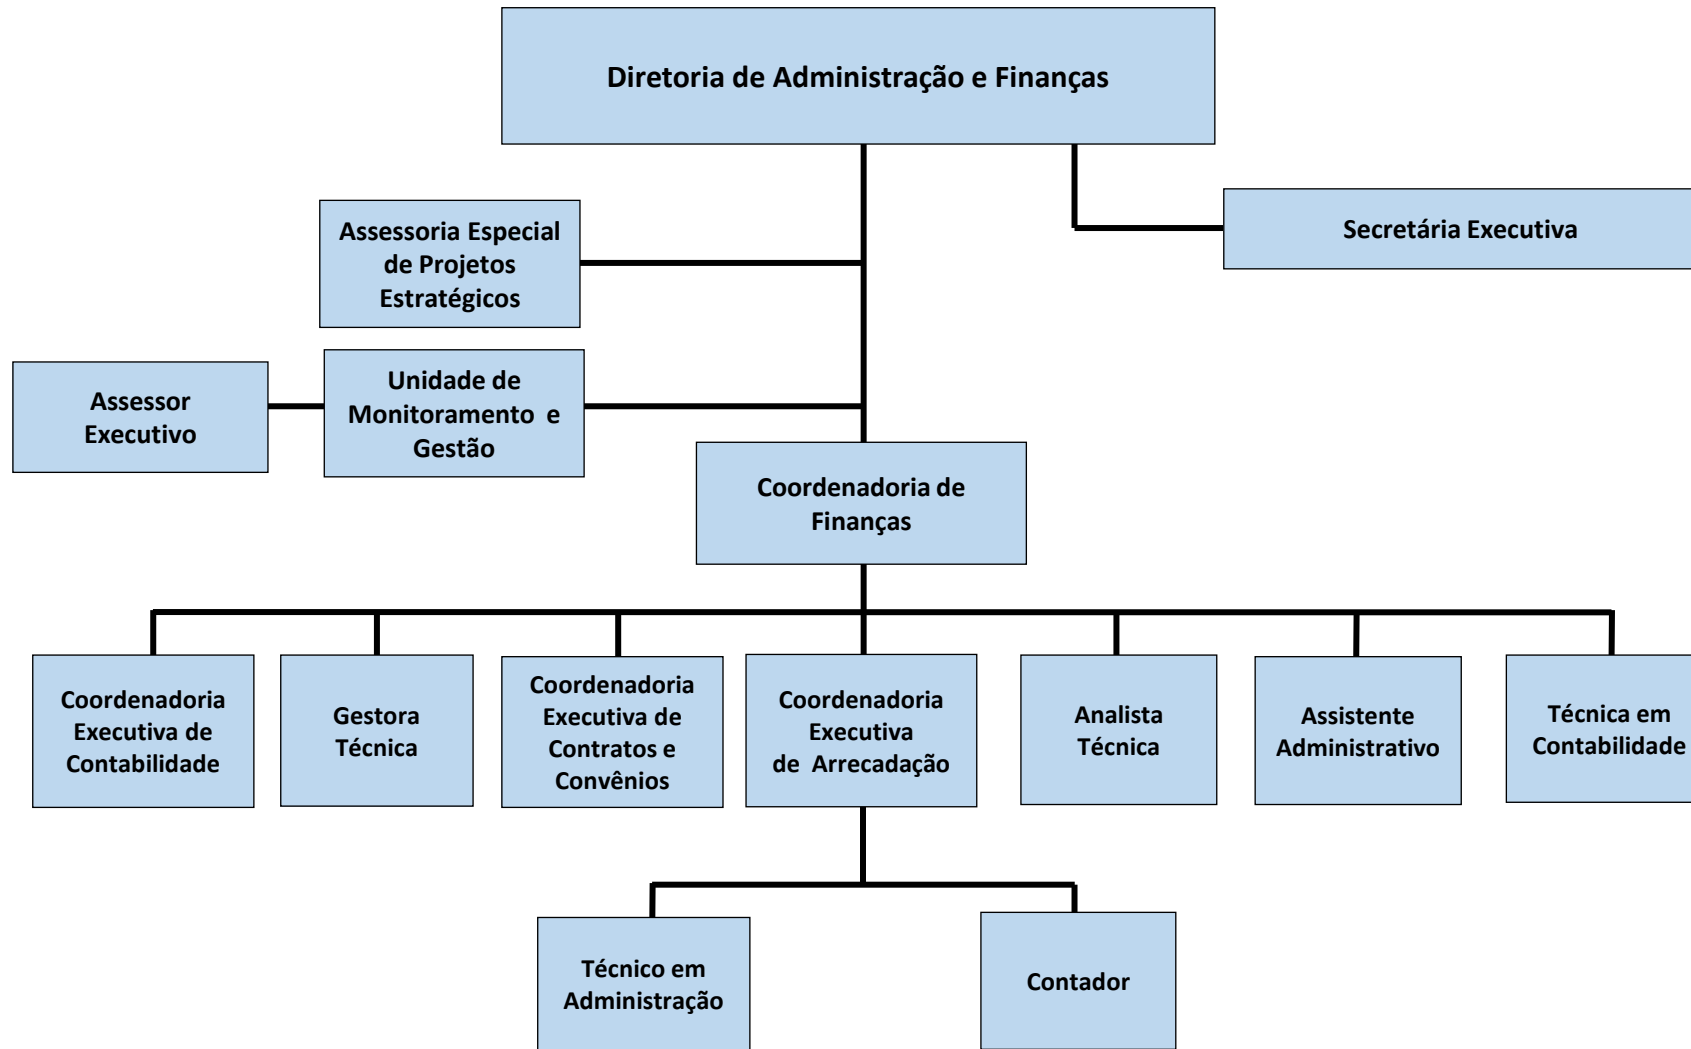 Diretoria de Administração e Finanças
Secretária Executiva
Assessoria Especial
de Projetos
Estratégicos
Assessor
Executivo
Unidade de
Monitoramento e
Gestão
Coordenadoria de
Finanças
Coordenadoria
Executiva de
Contabilidade
Gestora
Técnica
Coordenadoria
Executiva de
Contratos e
Convênios
Coordenadoria
Executiva
de Arrecadação
Analista
Técnica
Assistente
Administrativo
Técnica em
Contabilidade
Técnico em
Administração
Contador